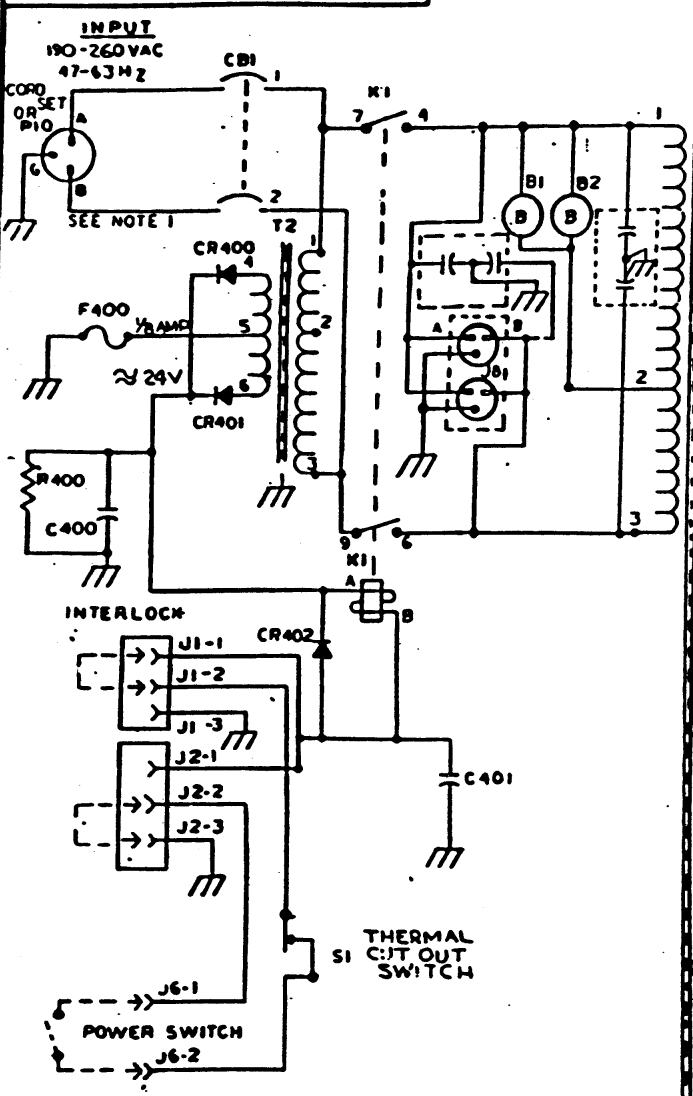 INPUT
190-260 VAC
47-63 HZ
CB1
1
K1
CORD
SET
OR
P10
A
7
4
1
6
B
2
B1
B2
B
B
SEE NOTE 1
T2
CR400
4
1
F400
1/8 AMP
5
2
A
B
B1
≈ 24V
6
2
CR401
3
R400
C400
3
9
6
K1
A
B
INTERLOCK
CR402
J1-1
J1-2
J1-3
J2-1
J2-2
C401
J2-3
S1
THERMAL
CUT OUT
SWITCH
J6-1
POWER SWITCH
J6-2